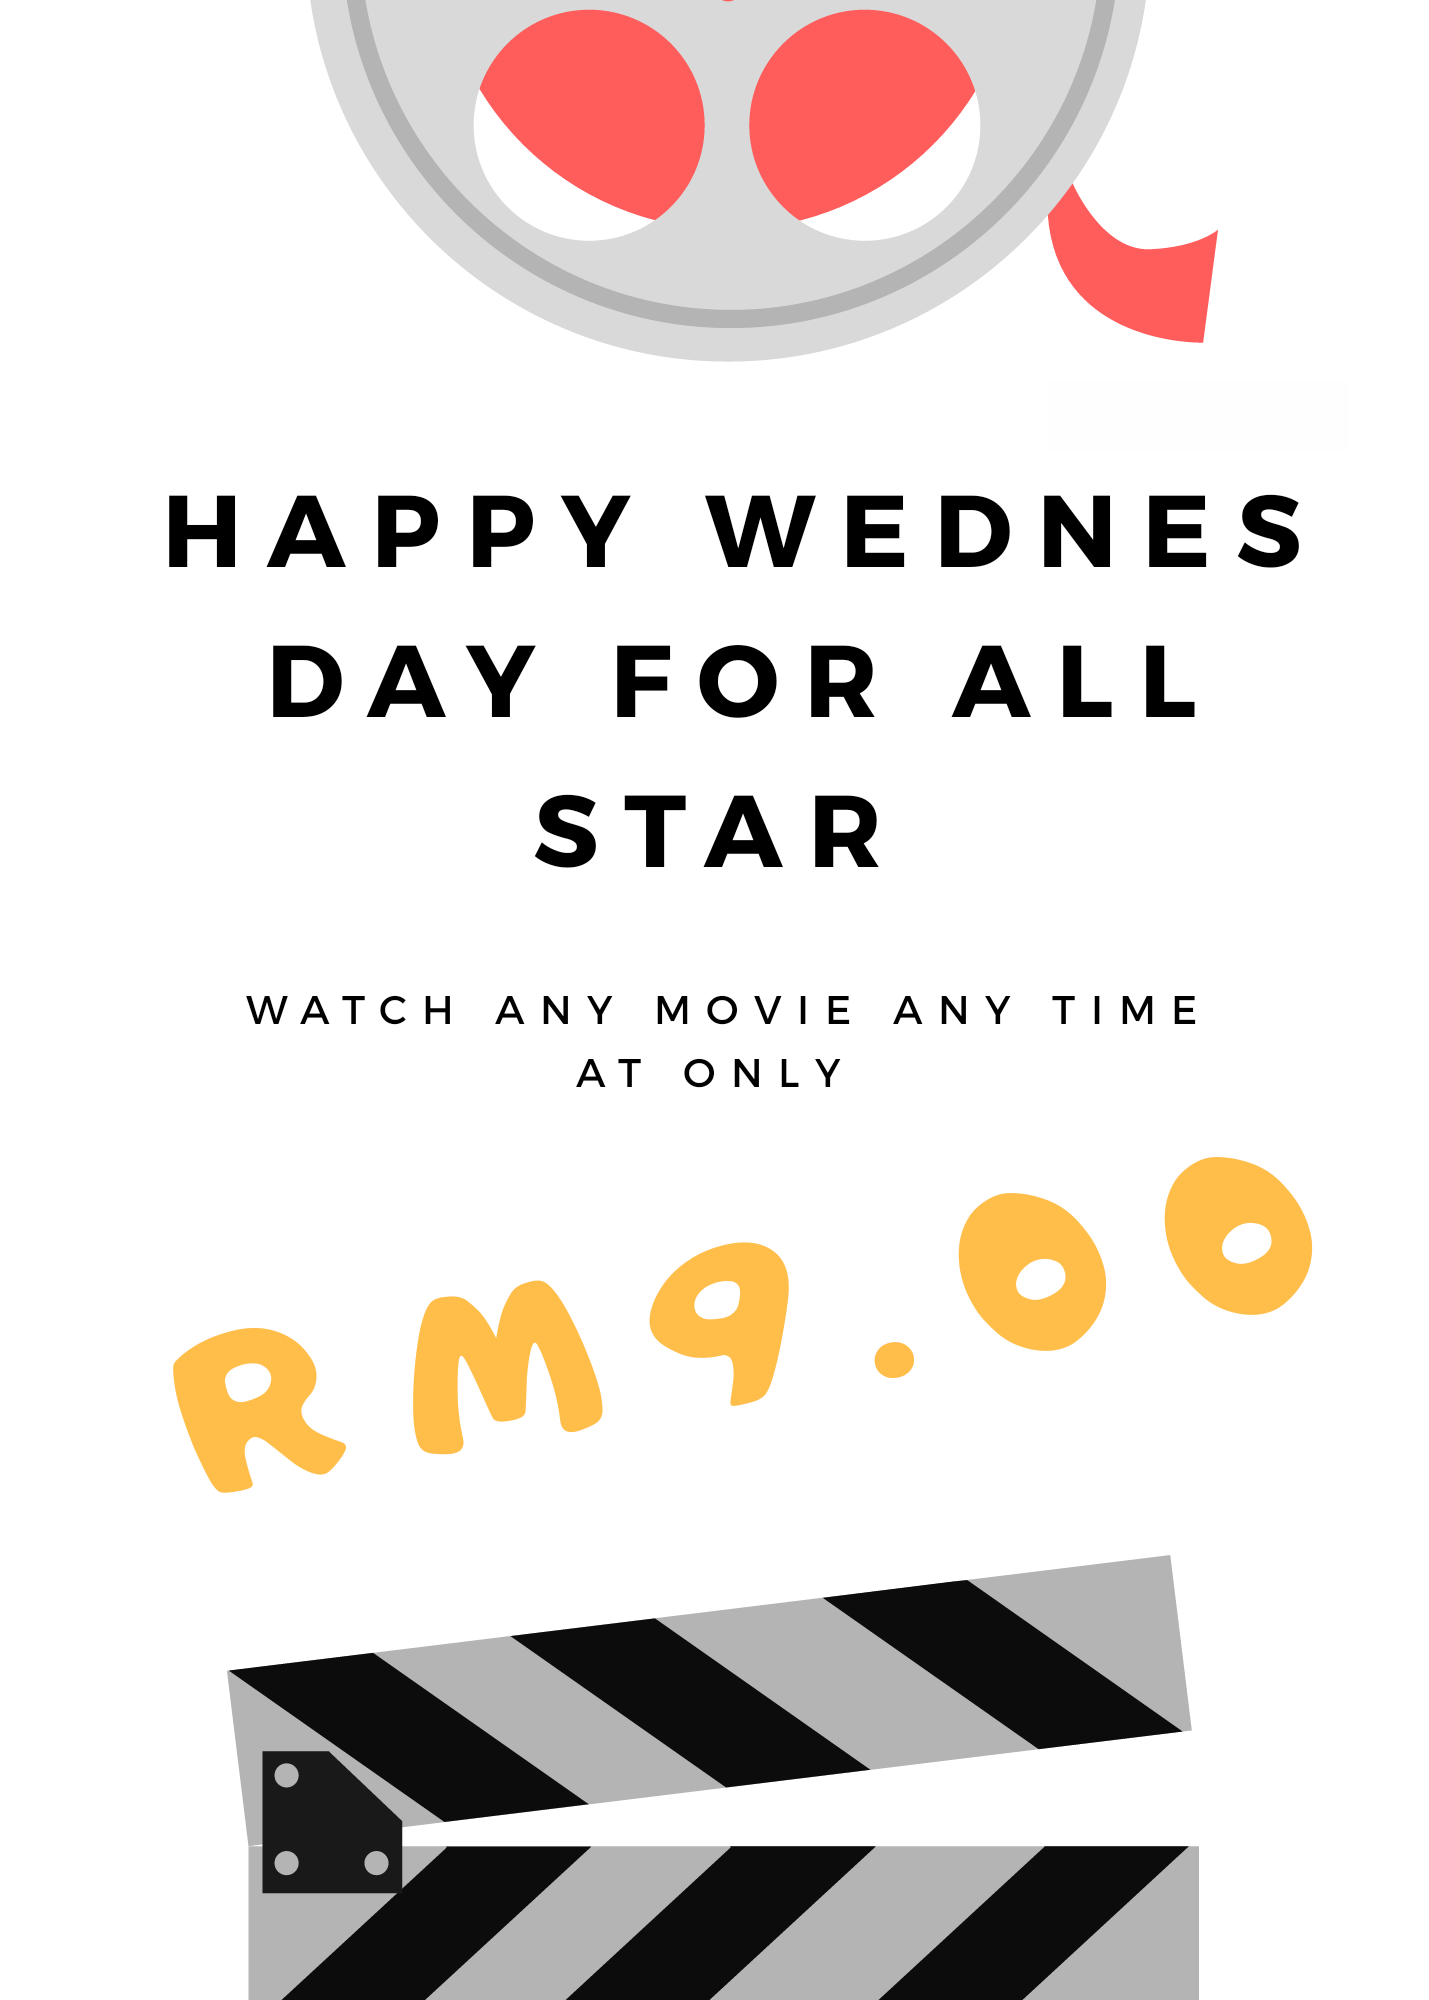 HAPPY WEDNES
DAY FOR ALL
STAR
WATCH ANY MOVIE ANY TIME
AT ONLY
RM9.00